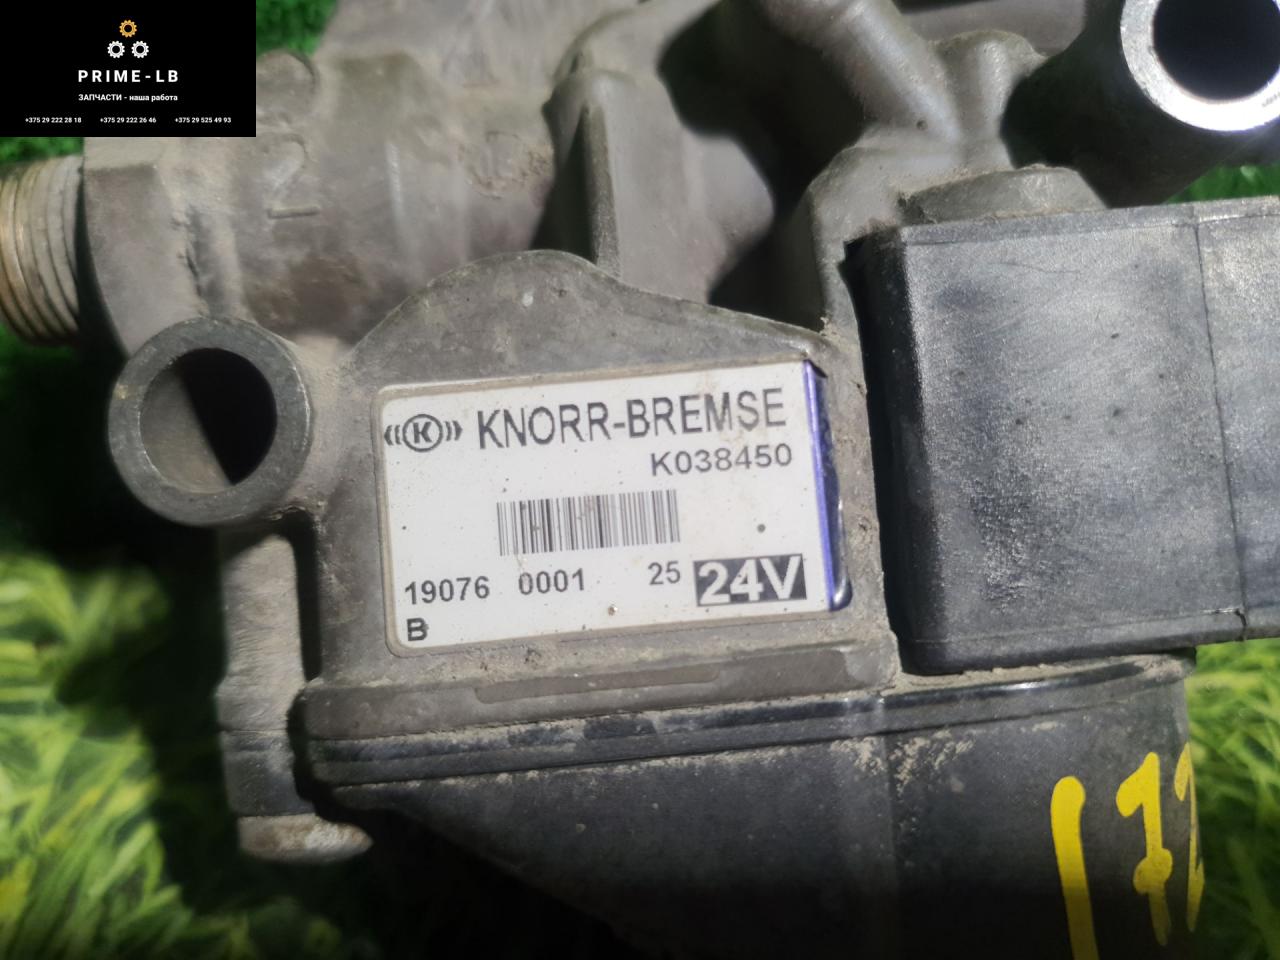 PRIME-LB
ЗАПЧАСТИ - наша работа
+375 29 222 28 18 +375 29 222 26 46 +375 29 525 49 93
((K)) KNORR-BREMSE
K038450
19076 0001 25 24V
B